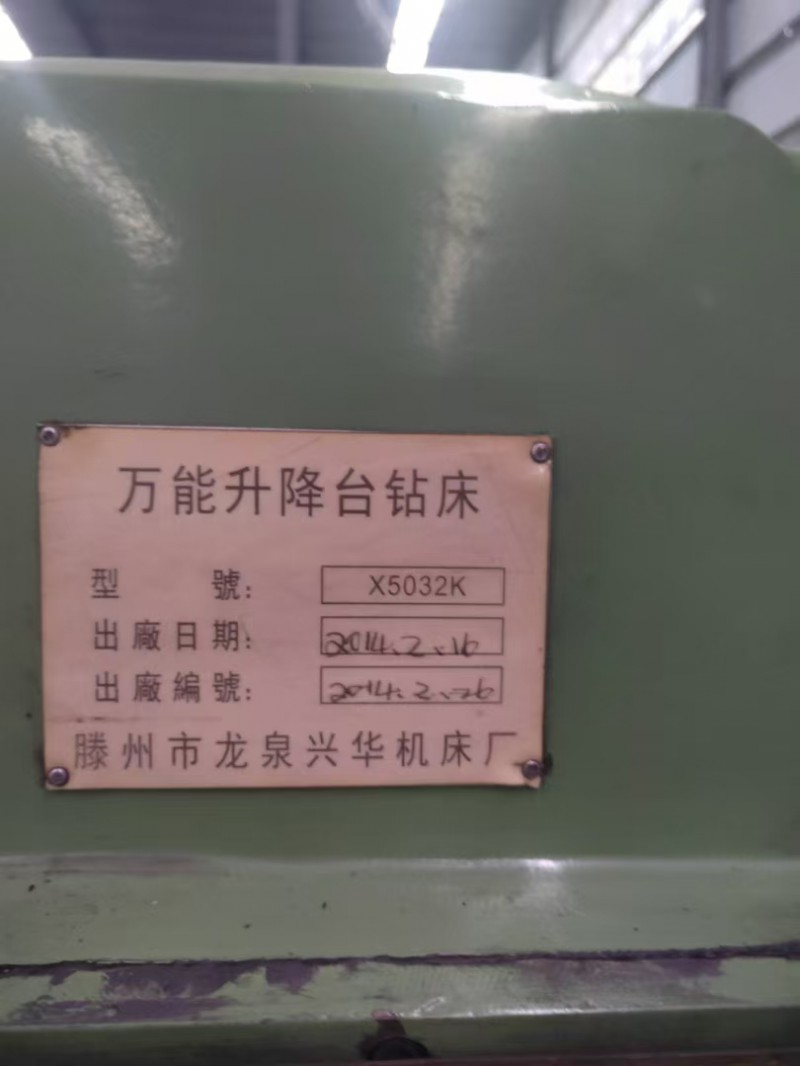 万能升降台钻床
型號: X5032K
出廠日期: 2014.2.16
出廠編號: 2014.2.26
滕州市龙泉兴华机床厂